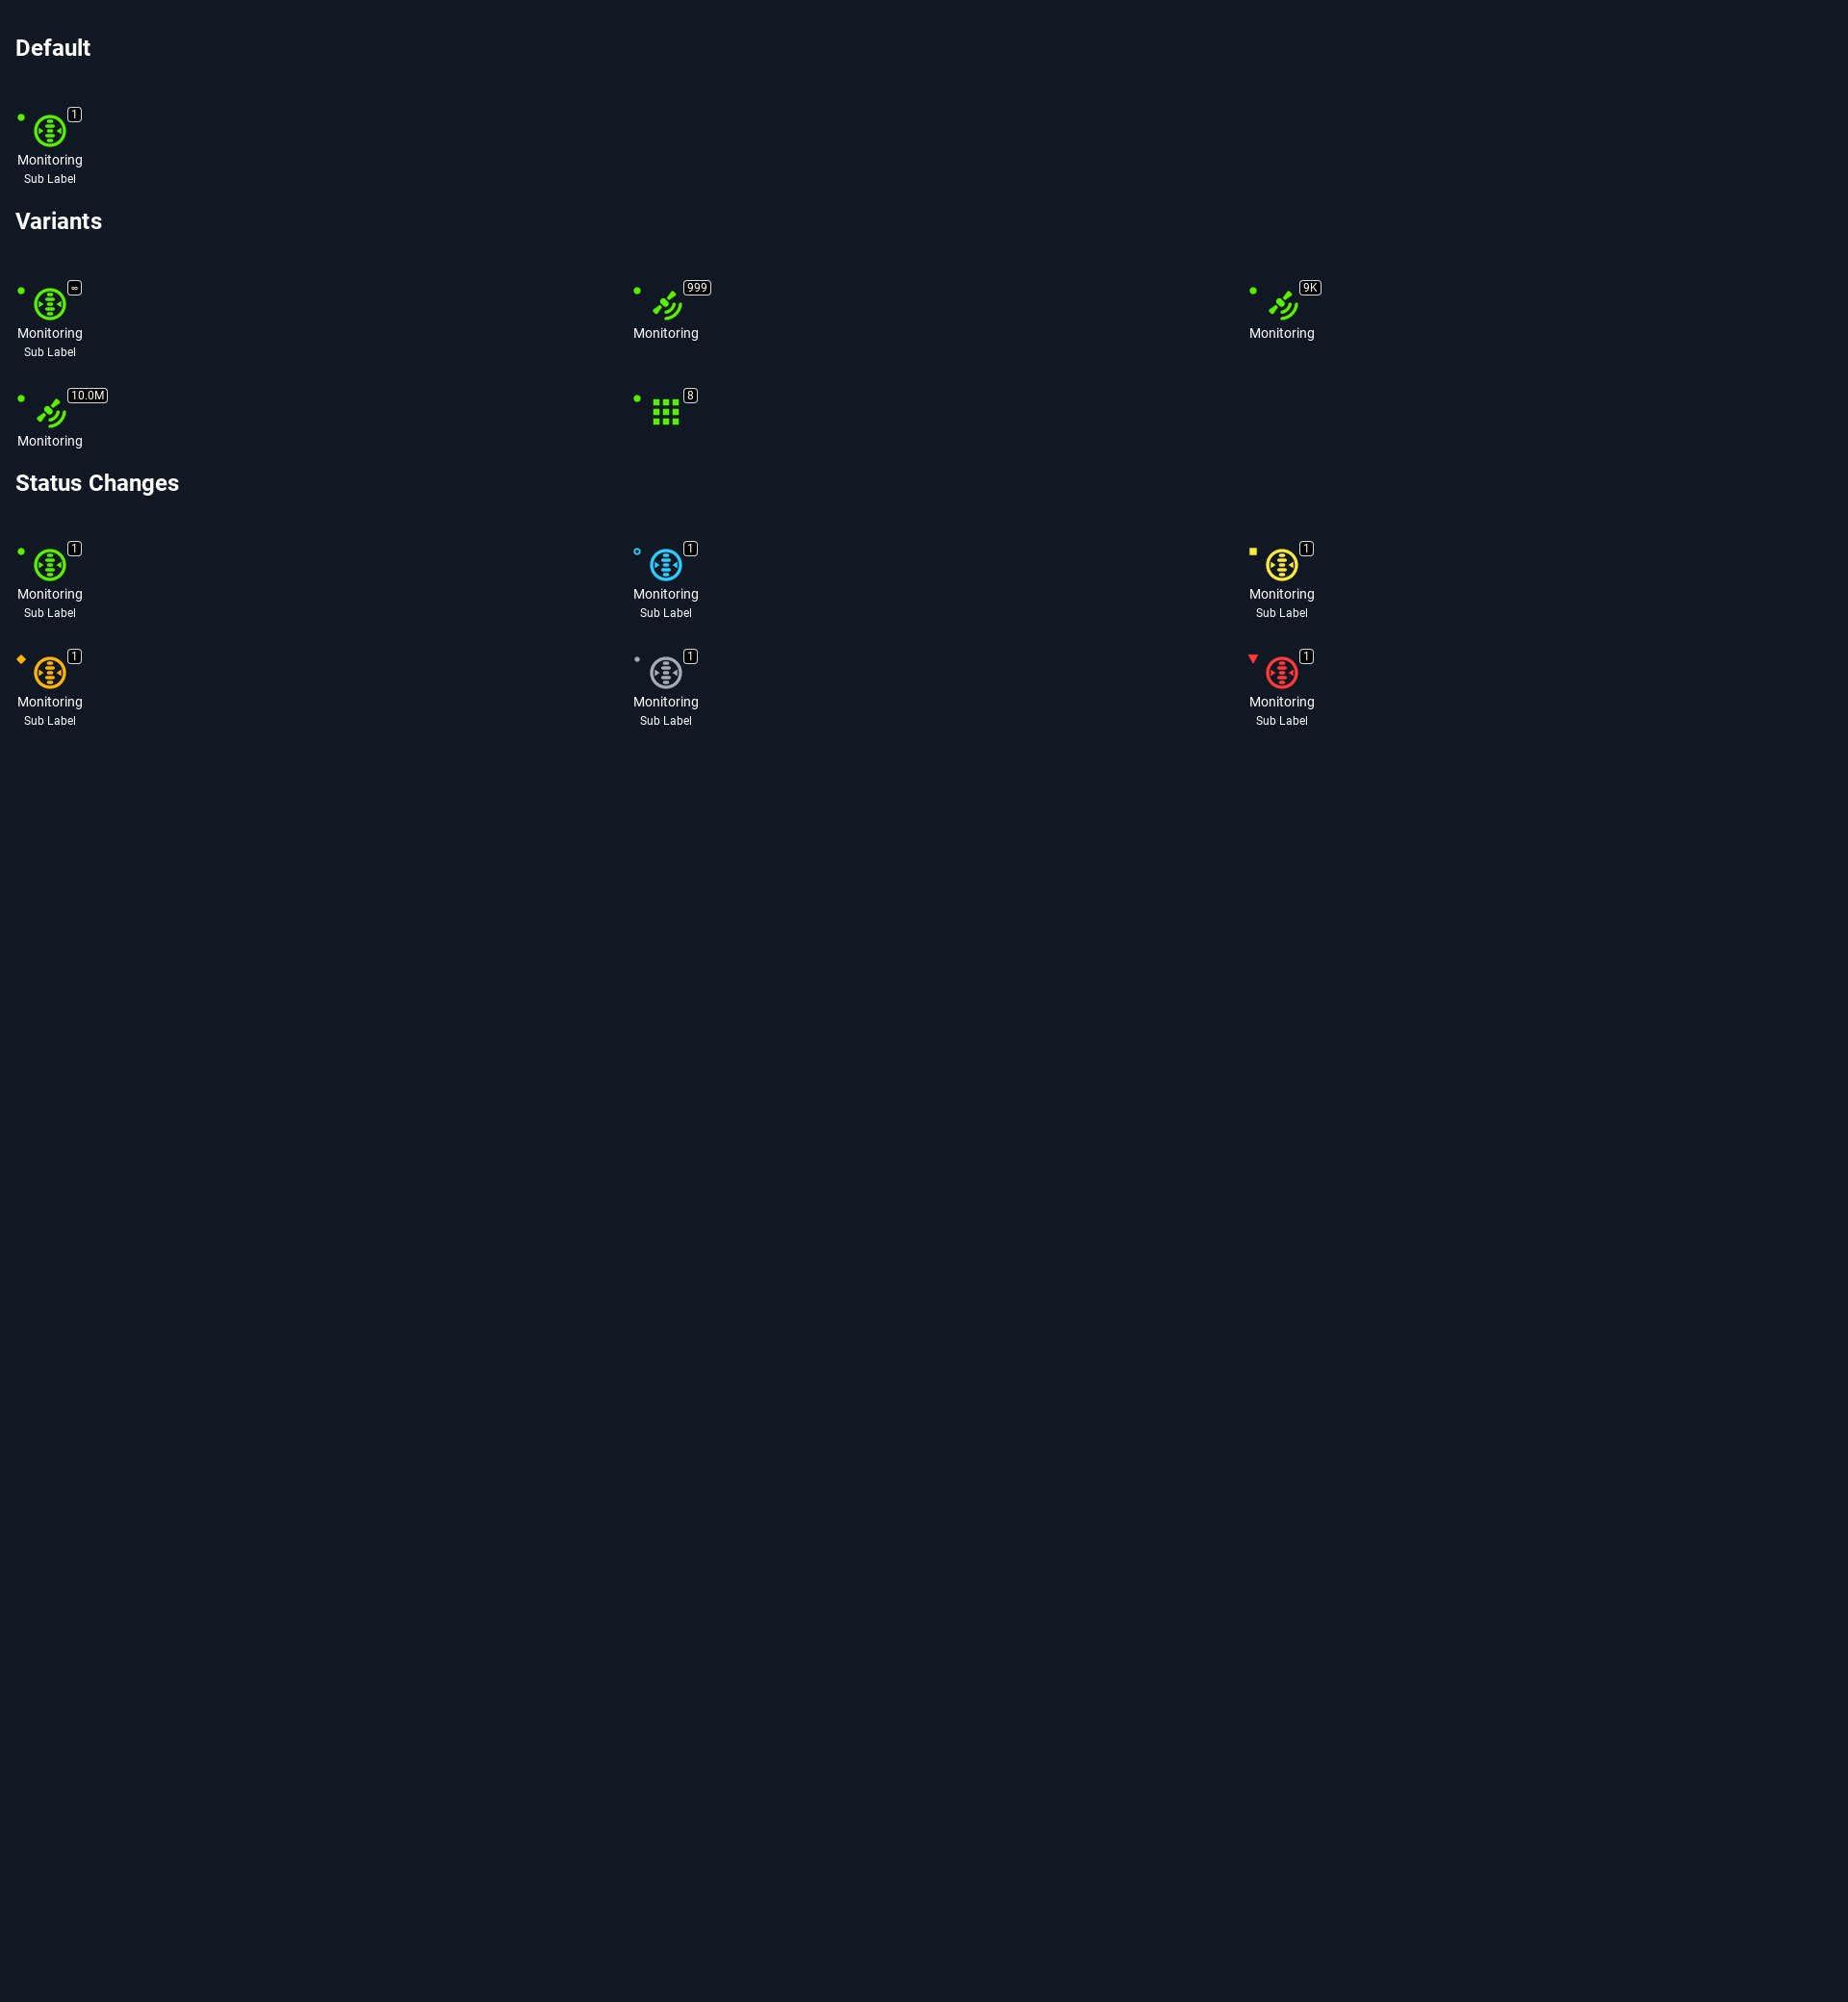 Default
1
Monitoring
Sub Label
Variants
∞
Monitoring
Sub Label
999
Monitoring
9K
Monitoring
10.0M
Monitoring
8
Status Changes
1
Monitoring
Sub Label
1
Monitoring
Sub Label
1
Monitoring
Sub Label
1
Monitoring
Sub Label
1
Monitoring
Sub Label
1
Monitoring
Sub Label